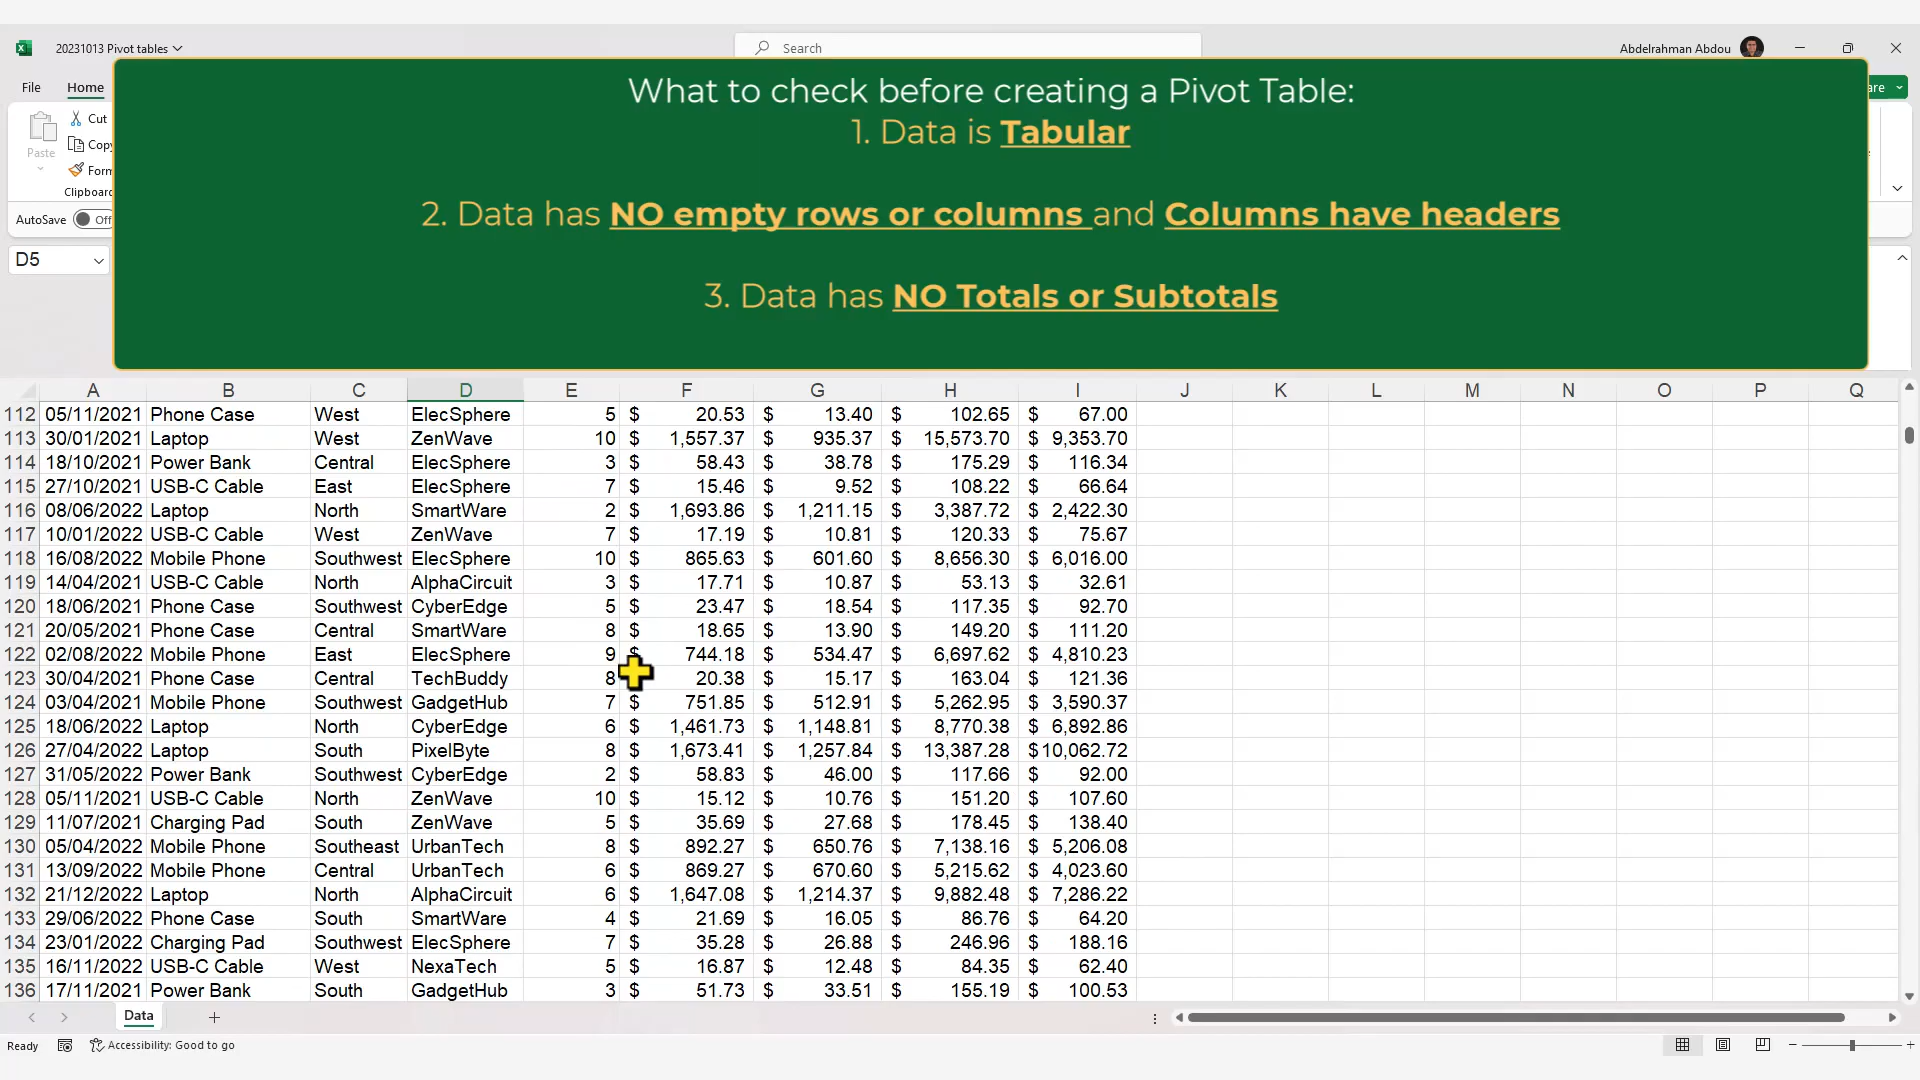 20231013 Pivot tables
Search
Abdelrahman Abdou
File
Home
are
What to check before creating a Pivot Table:
1. Data is Tabular
2. Data has NO empty rows or columns and Columns have headers
3. Data has NO Totals or Subtotals
Paste
Cut
Copy
Form
Clipboard
AutoSave Off
D5
A B C D E F G H I J K L M N O P Q
112 05/11/2021 Phone Case West ElecSphere 5 $ 20.53 $ 13.40 $ 102.65 $ 67.00
113 30/01/2021 Laptop West ZenWave 10 $ 1,557.37 $ 935.37 $ 15,573.70 $ 9,353.70
114 18/10/2021 Power Bank Central ElecSphere 3 $ 58.43 $ 38.78 $ 175.29 $ 116.34
115 27/10/2021 USB-C Cable East ElecSphere 7 $ 15.46 $ 9.52 $ 108.22 $ 66.64
116 08/06/2022 Laptop North SmartWare 2 $ 1,693.86 $ 1,211.15 $ 3,387.72 $ 2,422.30
117 10/01/2022 USB-C Cable West ZenWave 7 $ 17.19 $ 10.81 $ 120.33 $ 75.67
118 16/08/2022 Mobile Phone Southwest ElecSphere 10 $ 865.63 $ 601.60 $ 8,656.30 $ 6,016.00
119 14/04/2021 USB-C Cable North AlphaCircuit 3 $ 17.71 $ 10.87 $ 53.13 $ 32.61
120 18/06/2021 Phone Case Southwest CyberEdge 5 $ 23.47 $ 18.54 $ 117.35 $ 92.70
121 20/05/2021 Phone Case Central SmartWare 8 $ 18.65 $ 13.90 $ 149.20 $ 111.20
122 02/08/2022 Mobile Phone East ElecSphere 9 $ 744.18 $ 534.47 $ 6,697.62 $ 4,810.23
123 30/04/2021 Phone Case Central TechBuddy 8 20.38 $ 15.17 $ 163.04 $ 121.36
124 03/04/2021 Mobile Phone Southwest GadgetHub 7 $ 751.85 $ 512.91 $ 5,262.95 $ 3,590.37
125 18/06/2022 Laptop North CyberEdge 6 $ 1,461.73 $ 1,148.81 $ 8,770.38 $ 6,892.86
126 27/04/2022 Laptop South PixelByte 8 $ 1,673.41 $ 1,257.84 $ 13,387.28 $10,062.72
127 31/05/2022 Power Bank Southwest CyberEdge 2 $ 58.83 $ 46.00 $ 117.66 $ 92.00
128 05/11/2021 USB-C Cable North ZenWave 10 $ 15.12 $ 10.76 $ 151.20 $ 107.60
129 11/07/2021 Charging Pad South ZenWave 5 $ 35.69 $ 27.68 $ 178.45 $ 138.40
130 05/04/2022 Mobile Phone Southeast UrbanTech 8 $ 892.27 $ 650.76 $ 7,138.16 $ 5,206.08
131 13/09/2022 Mobile Phone Central UrbanTech 6 $ 869.27 $ 670.60 $ 5,215.62 $ 4,023.60
132 21/12/2022 Laptop North AlphaCircuit 6 $ 1,647.08 $ 1,214.37 $ 9,882.48 $ 7,286.22
133 29/06/2022 Phone Case South SmartWare 4 $ 21.69 $ 16.05 $ 86.76 $ 64.20
134 23/01/2022 Charging Pad Southwest ElecSphere 7 $ 35.28 $ 26.88 $ 246.96 $ 188.16
135 16/11/2022 USB-C Cable West NexaTech 5 $ 16.87 $ 12.48 $ 84.35 $ 62.40
136 17/11/2021 Power Bank South GadgetHub 3 $ 51.73 $ 33.51 $ 155.19 $ 100.53
Data
Ready
Accessibility: Good to go